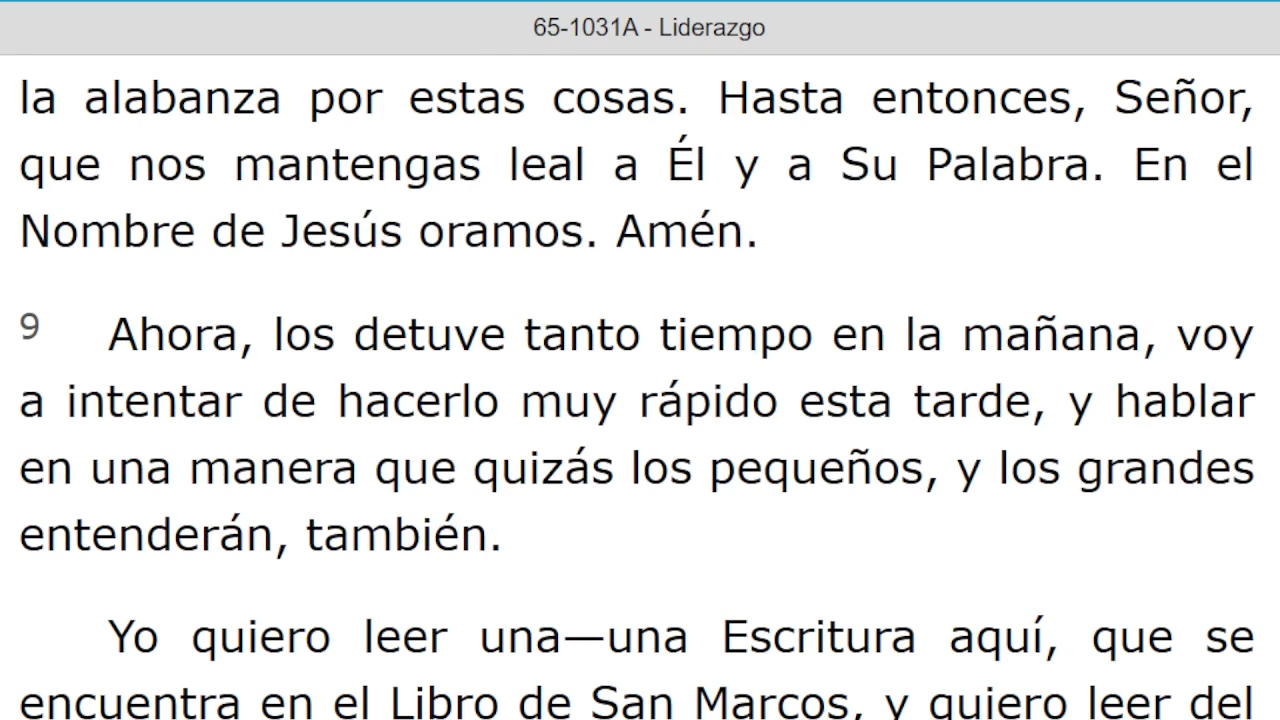 65-1031A - Liderazgo
la alabanza por estas cosas. Hasta entonces, Señor,
que nos mantengas leal a Él y a Su Palabra. En el
Nombre de Jesús oramos. Amén.
9 Ahora, los detuve tanto tiempo en la mañana, voy
a intentar de hacerlo muy rápido esta tarde, y hablar
en una manera que quizás los pequeños, y los grandes
entenderán, también.
Yo quiero leer una—una Escritura aquí, que se
encuentra en el Libro de San Marcos, y quiero leer del